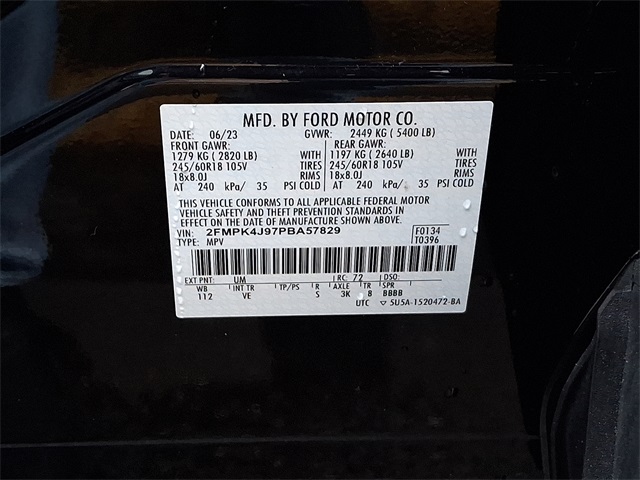 MFD. BY FORD MOTOR CO.
DATE: 06/23 GVWR: 2449 KG ( 5400 LB)
FRONT GAWR: REAR GAWR:
1279 KG ( 2820 LB) WITH 1197 KG ( 2640 LB) WITH
245/60R18 105V TIRES 245/60R18 105V TIRES
18x8.0J RIMS 18x8.0J RIMS
AT 240 kPa/ 35 PSI COLD AT 240 kPa/ 35 PSI COLD
THIS VEHICLE CONFORMS TO ALL APPLICABLE FEDERAL MOTOR
VEHICLE SAFETY AND THEFT PREVENTION STANDARDS IN
EFFECT ON THE DATE OF MANUFACTURE SHOWN ABOVE.
VIN: 2FMPK4J97PBA57829 F0134
TYPE: MPV T0396
EXT PNT: UM RC: 72 DSO:
WB INT TR TP/PS R AXLE TR SPR
112 VE S 3K 8 BBBB
UTC ▽ 5U5A-1520472-BA